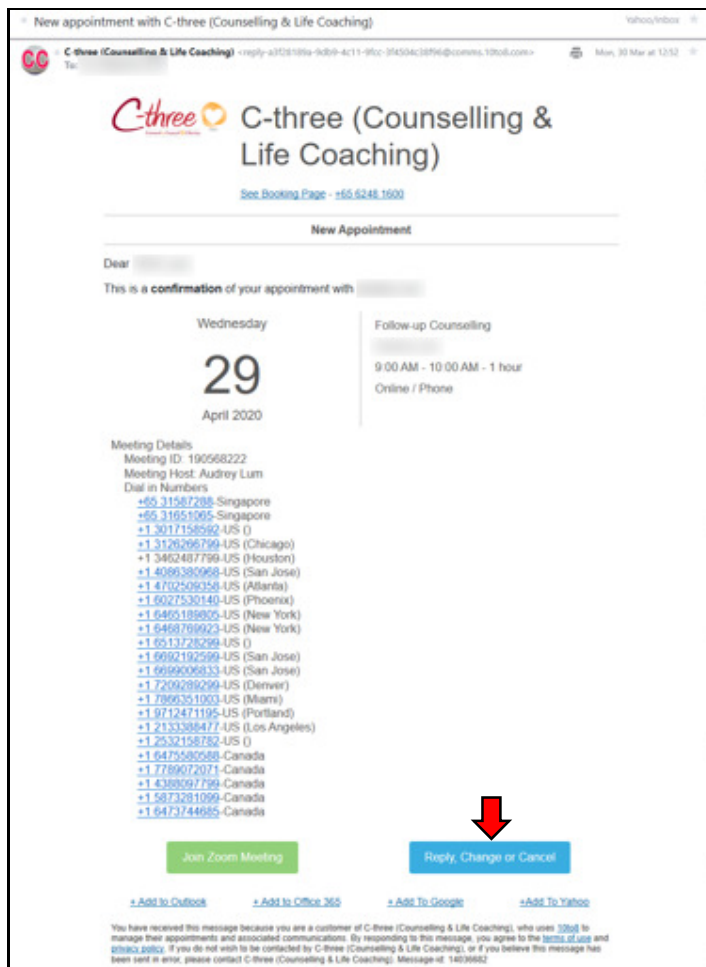 New appointment with C-three (Counselling & Life Coaching)
Yahoo/Inbox
CC
C-three (Counselling & Life Coaching)
Mon, 30 Mar at 12:52
To:
C-three
C-three (Counselling &
Life Coaching)
See Booking Page - +65 6248 1600
New Appointment
Dear
This is a confirmation of your appointment with
Wednesday
29
April 2020
Follow-up Counselling
9:00 AM - 10:00 AM - 1 hour
Online / Phone
Meeting Details
Meeting ID: 190568222
Meeting Host: Audrey Lum
Dial in Numbers
+65 31587288-Singapore
+65 31651065-Singapore
+1 3017158592-US ()
+1 3126266799-US (Chicago)
+1 3462487799-US (Houston)
+1 4086380968-US (San Jose)
+1 4702509358-US (Atlanta)
+1 6027530140-US (Phoenix)
+1 6465189805-US (New York)
+1 6468769923-US (New York)
+1 6513728299-US ()
+1 6692192599-US (San Jose)
+1 6699006833-US (San Jose)
+1 7209289299-US (Denver)
+1 7866351003-US (Miami)
+1 9712471195-US (Portland)
+1 2133388477-US (Los Angeles)
+1 2532158782-US ()
+1 6475580588-Canada
+1 7789072071-Canada
+1 4388097799-Canada
+1 5873281099-Canada
+1 6473744685-Canada
Join Zoom Meeting
Reply, Change or Cancel
+ Add to Outlook
+ Add to Office 365
+ Add To Google
+Add To Yahoo
You have received this message because you are a customer of C-three (Counselling & Life Coaching), who uses 10to8 to
manage their appointments and associated communications. By responding to this message, you agree to the terms of use and
privacy policy. If you do not wish to be contacted by C-three (Counselling & Life Coaching), or if you believe this message has
been sent in error, please contact C-three (Counselling & Life Coaching). Message-id: 14036682